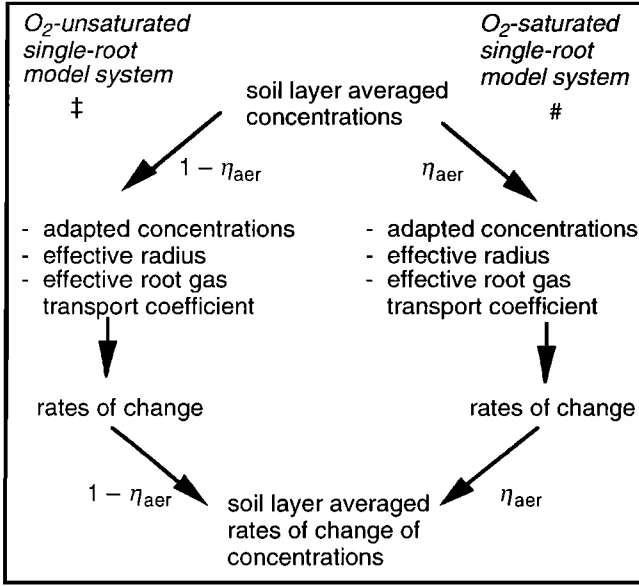 O₂-unsaturated
single-root
model system
‡
O₂-saturated
single-root
model system
#
soil layer averaged
concentrations
1 − ηaer
ηaer
- adapted concentrations
- effective radius
- effective root gas
transport coefficient
- adapted concentrations
- effective radius
- effective root gas
transport coefficient
rates of change
rates of change
1 − ηaer
ηaer
soil layer averaged
rates of change of
concentrations